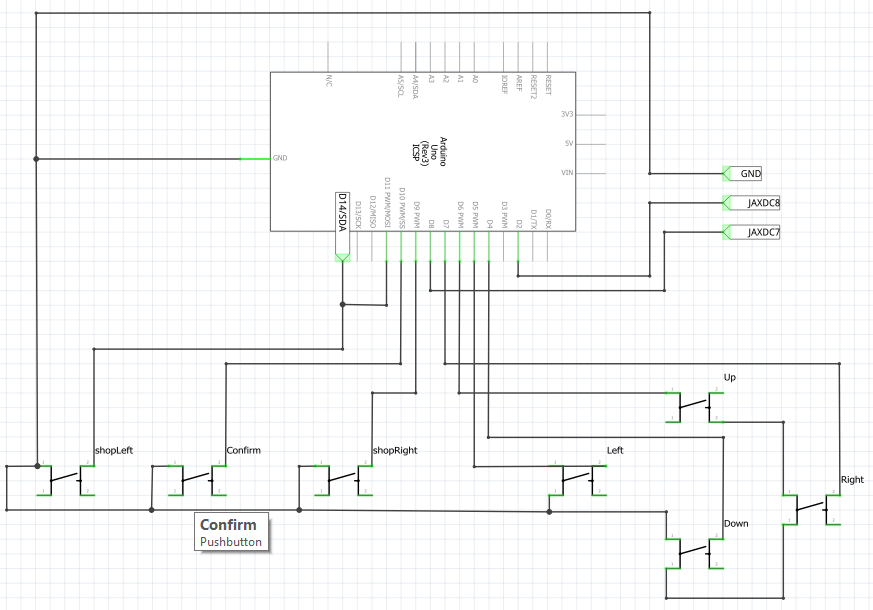 N/C
A5/SCL
A4/SDA
A3
A2
A1
A0
IOREF
AREF
RESET2
RESET
3V3
5V
VIN
GND
Arduino
Uno
(Rev3)
ICSP
D14/SDA
D13/SCK
D12/MISO
D11 PWM/MOSI
D10 PWM/SS
D9 PWM
D8
D7
D6 PWM
D5 PWM
D4
D3 PWM
D2
D1/TX
D0/RX
GND
JAXDC8
JAXDC7
Up
shopLeft
Confirm
shopRight
Left
Right
Down
Confirm
Pushbutton